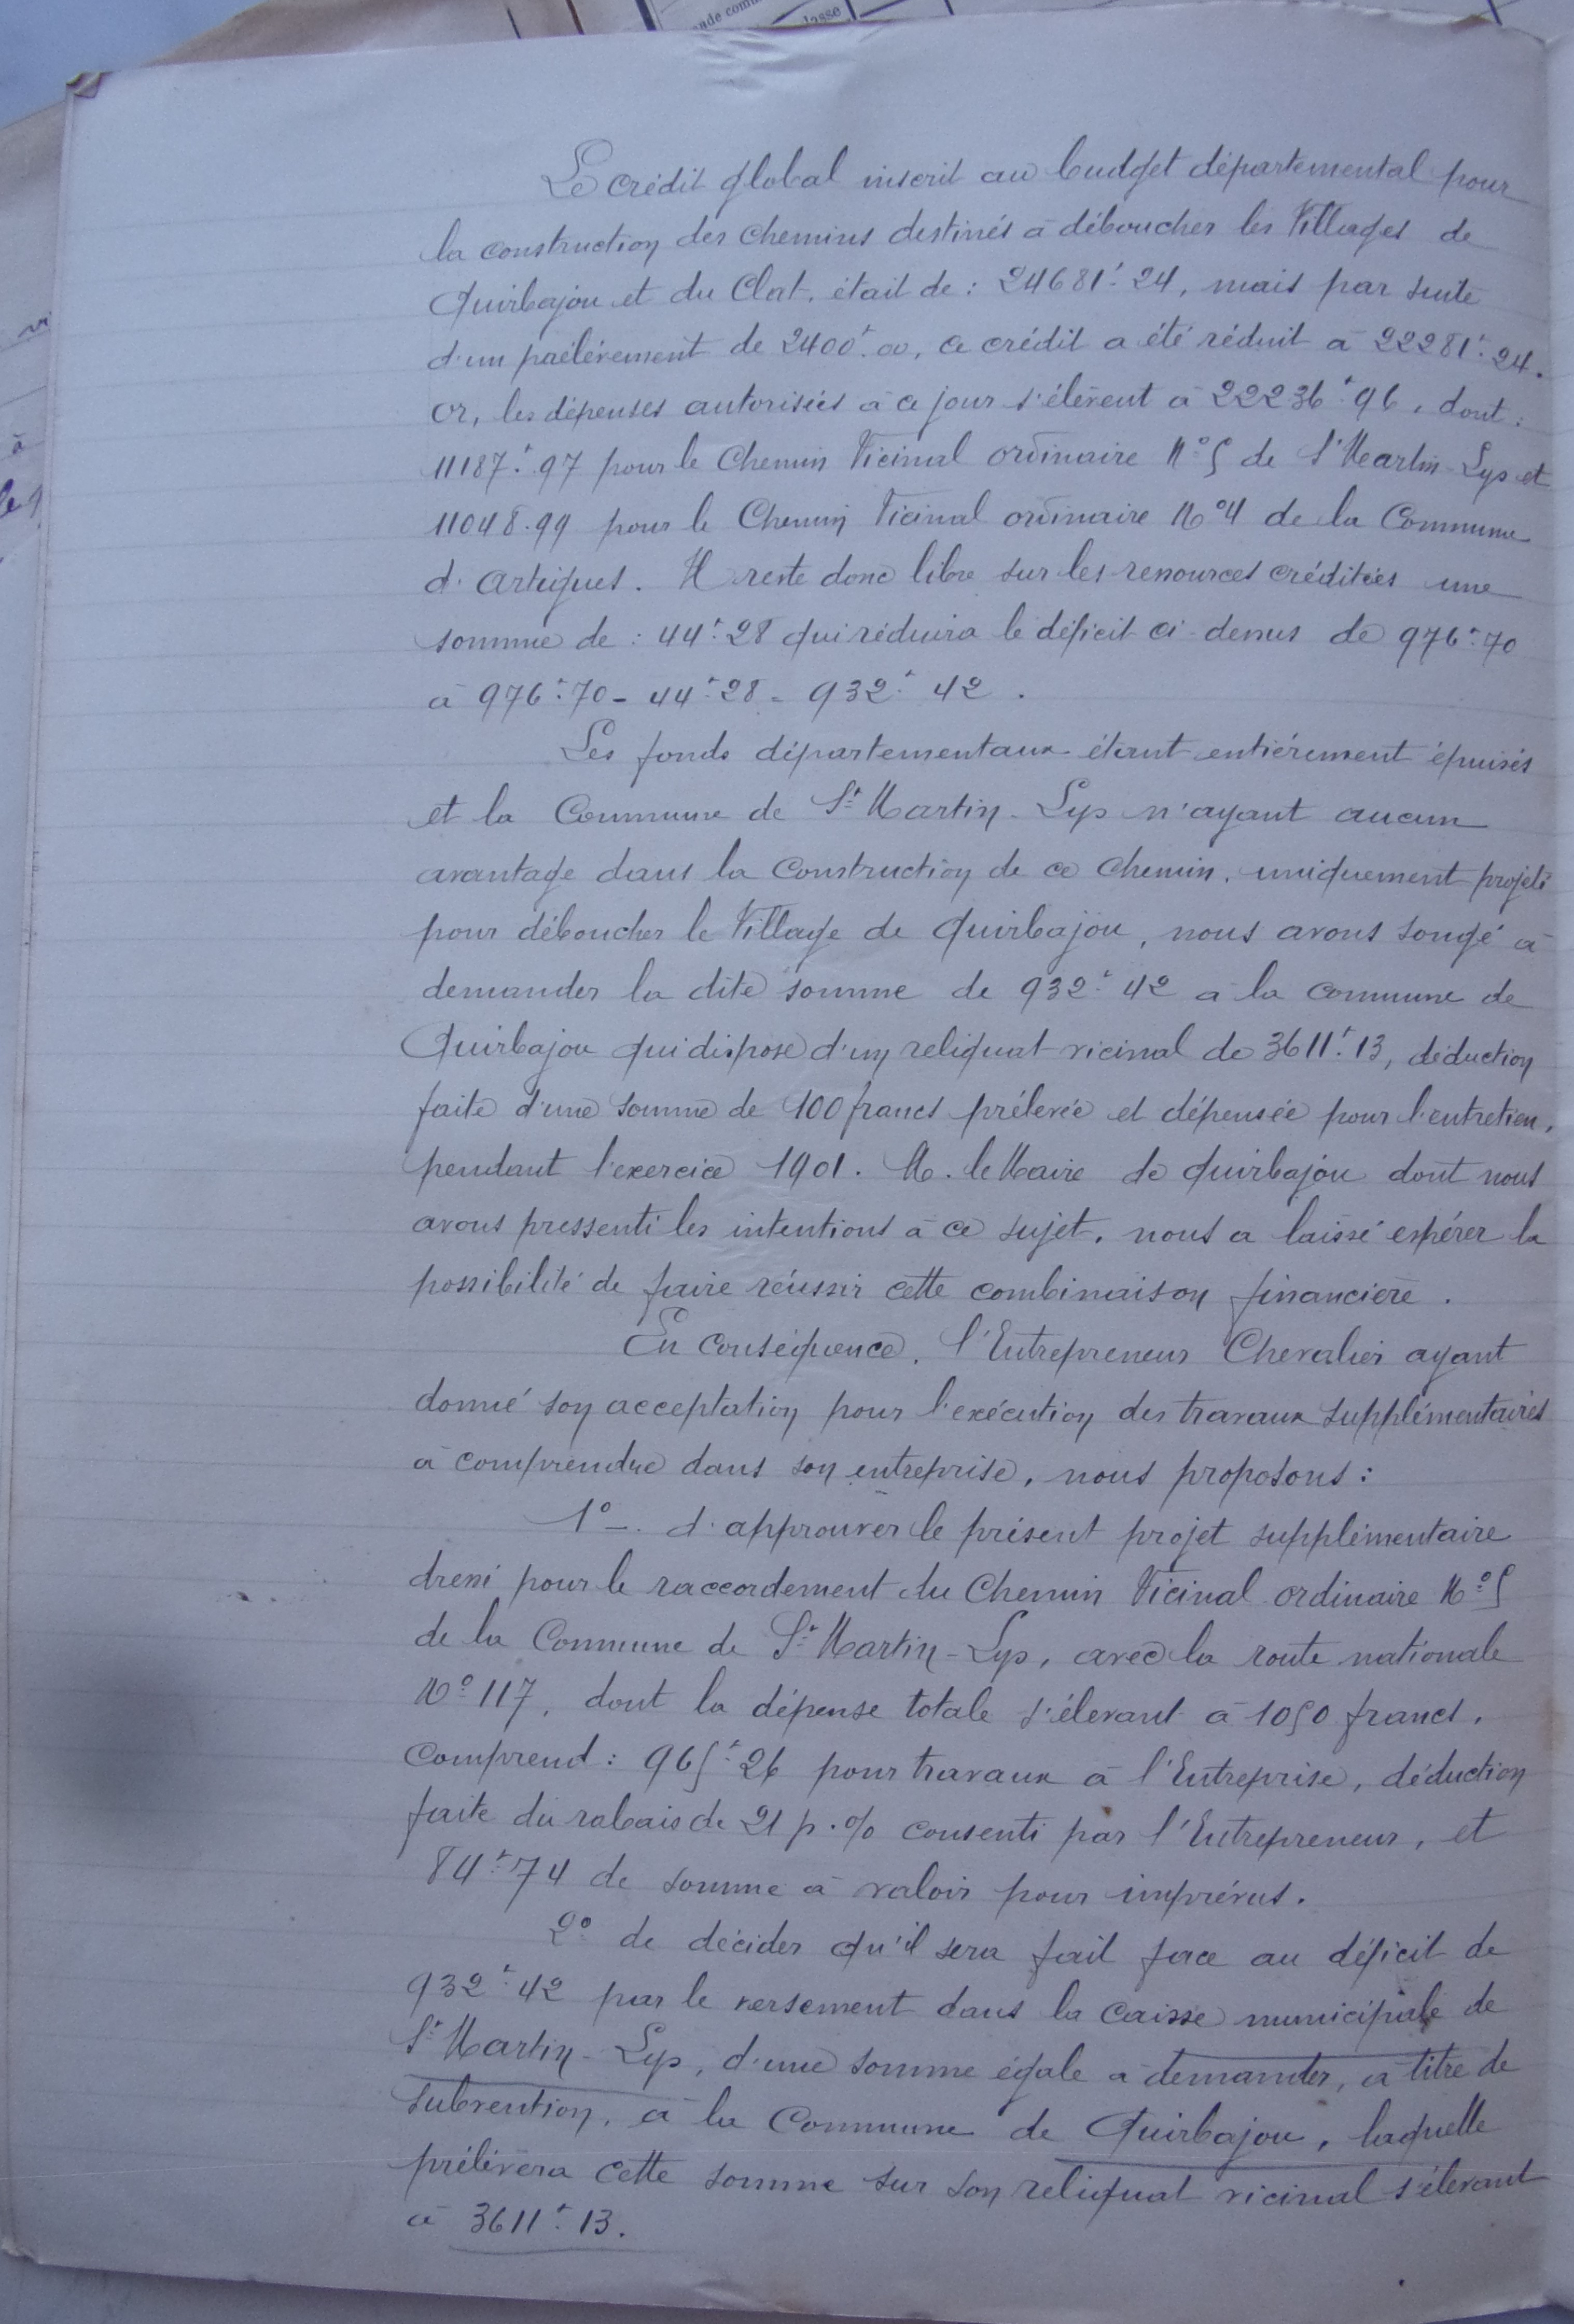 nde comm
lasse
Le crédit global inscrit au budget départemental pour
la construction des Chemins destinés à déboucher les Villages de
Quirbajou et du Clat, était de : 24681f.24, mais par suite
d'un prélèvement de 2400f.00, ce crédit a été réduit à 22281f.24.
Or, les dépenses autorisées à ce jour s'élèvent à 22236f.96, dont :
11187f.97 pour le Chemin Vicinal ordinaire No 5 de St Martin-Lys et
11048.99 pour le Chemin Vicinal ordinaire No 4 de la Commune
d'Artigues. Il reste donc libre sur les ressources créditées une
somme de : 44f.28 qui réduira le déficit ci-dessus de 976f.70
à 976f.70 - 44f.28 = 932f.42.
Les fonds départementaux étant entièrement épuisés
et la Commune de St Martin-Lys n'ayant aucun
avantage dans la Construction de ce Chemin, uniquement projeté
pour déboucher le Village de Quirbajou, nous avons songé à
demander la dite somme de 932f.42 à la commune de
Quirbajou qui dispose d'un reliquat vicinal de 3611f.13, déduction
faite d'une somme de 100 francs prélevée et dépensée pour l'entretien,
pendant l'exercice 1901. M. le Maire de Quirbajou dont nous
avons pressenti les intentions à ce sujet, nous a laissé espérer la
possibilité de faire réussir cette combinaison financière.
En conséquence, l'Entrepreneur Chevalier ayant
donné son acceptation pour l'exécution des travaux supplémentaires
à comprendre dans son entreprise, nous proposons :
1o-. d'approuver le présent projet supplémentaire
dressé pour le raccordement du Chemin Vicinal ordinaire No 5
de la Commune de St Martin-Lys, avec la route nationale
No 117, dont la dépense totale s'élevant à 1050 francs,
Comprend : 965f.26 pour travaux à l'Entreprise, déduction
faite du rabais de 21 p.% consenti par l'Entrepreneur, et
84f.74 de somme à valoir pour imprévus.
2o de décider qu'il sera fait face au déficit de
932f.42 par le versement dans la Caisse municipale de
St Martin-Lys, d'une somme égale à demander, à titre de
subvention, à la Commune de Quirbajou, laquelle
prélèvera cette somme sur son reliquat vicinal s'élevant
à 3611f.13.